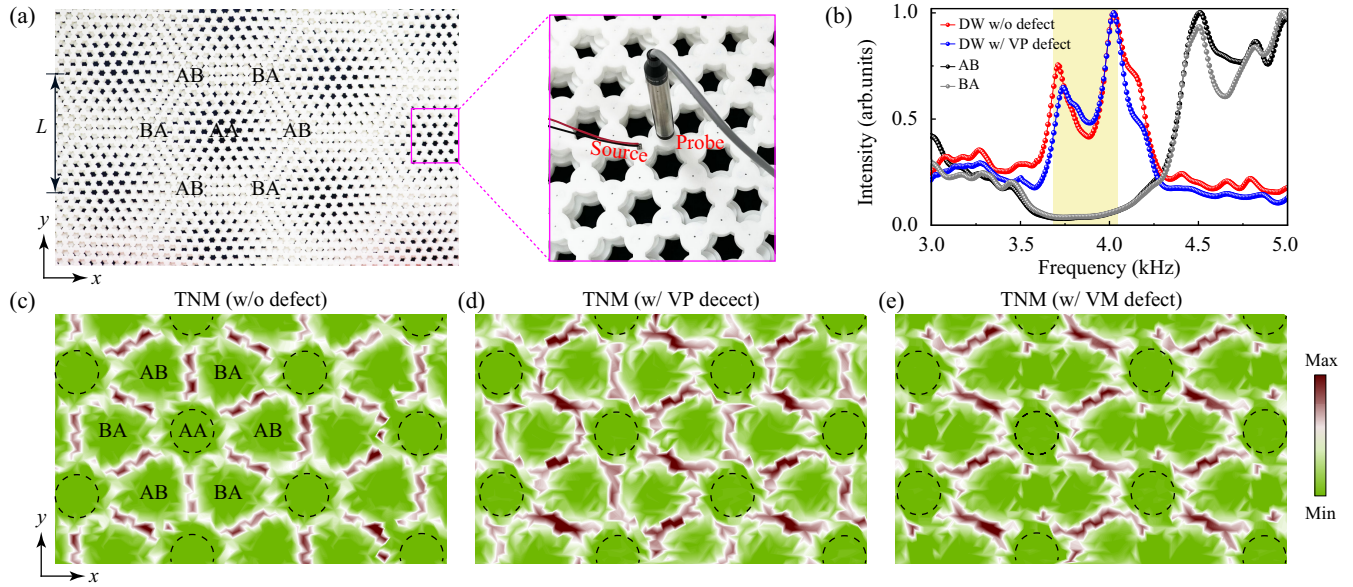 (a)
AB BA
BA AA AB
AB BA
L
y
x
Source
Probe
(b)
1.0
0.5
0.0
Intensity (arb.units)
DW w/o defect
DW w/ VP defect
AB
BA
3.0 3.5 4.0 4.5 5.0
Frequency (kHz)
(c) TNM (w/o defect)
AB BA
BA AA AB
AB BA
y
x
(d) TNM (w/ VP decect)
(e) TNM (w/ VM defect)
Max
Min